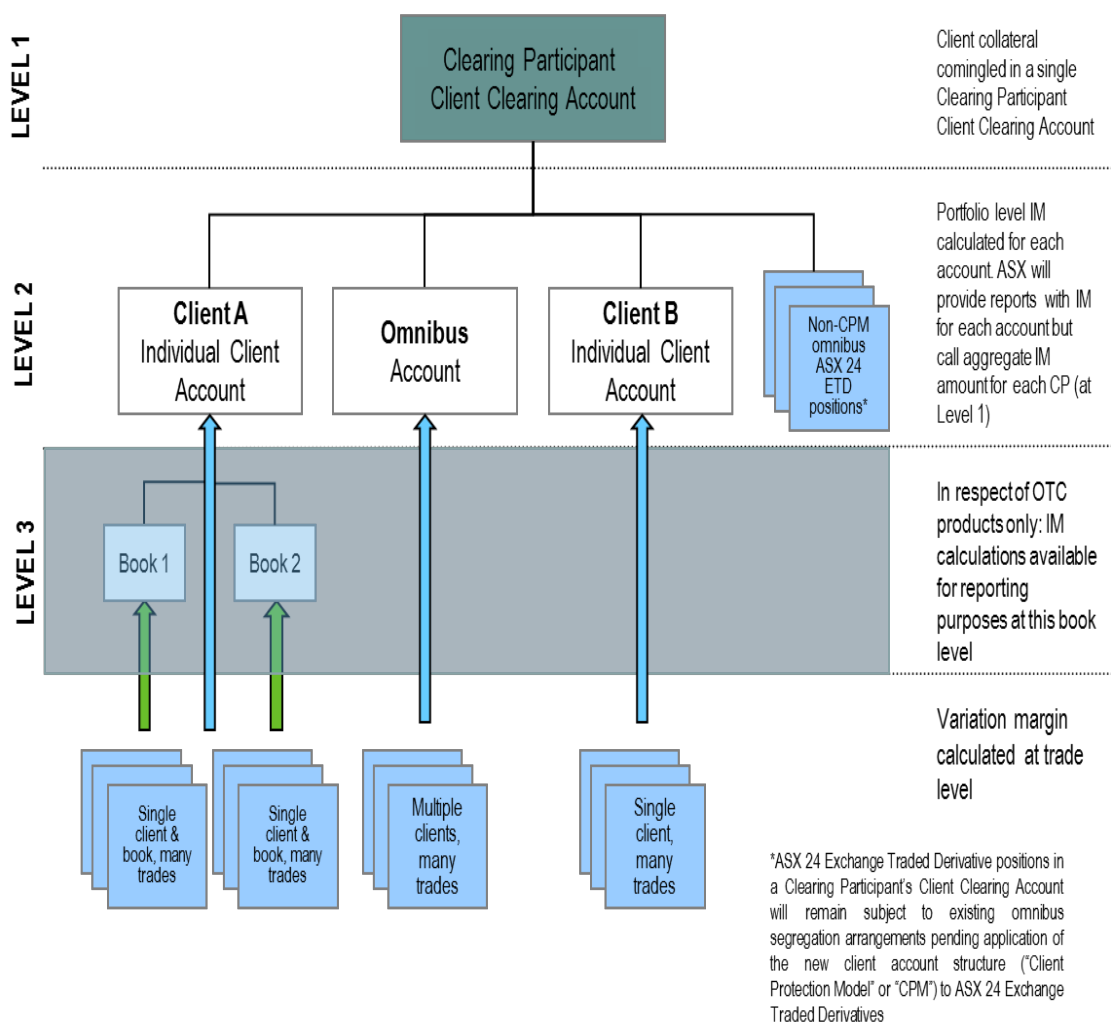 LEVEL 1
Clearing Participant
Client Clearing Account
Client collateral
comingled in a single
Clearing Participant
Client Clearing Account
LEVEL 2
Client A
Individual Client
Account
Omnibus
Account
Client B
Individual Client
Account
Non-CPM
omnibus
ASX 24
ETD
positions*
Portfolio level IM
calculated for each
account. ASX will
provide reports with IM
for each account but
call aggregate IM
amount for each CP (at
Level 1)
LEVEL 3
Book 1
Book 2
In respect of OTC
products only: IM
calculations available
for reporting
purposes at this book
level
Single
client &
book, many
trades
Single
client &
book, many
trades
Multiple
clients,
many
trades
Single
client,
many
trades
Variation margin
calculated at trade
level
*ASX 24 Exchange Traded Derivative positions in
a Clearing Participant's Client Clearing Account
will remain subject to existing omnibus
segregation arrangements pending application of
the new client account structure ("Client
Protection Model" or "CPM") to ASX 24 Exchange
Traded Derivatives